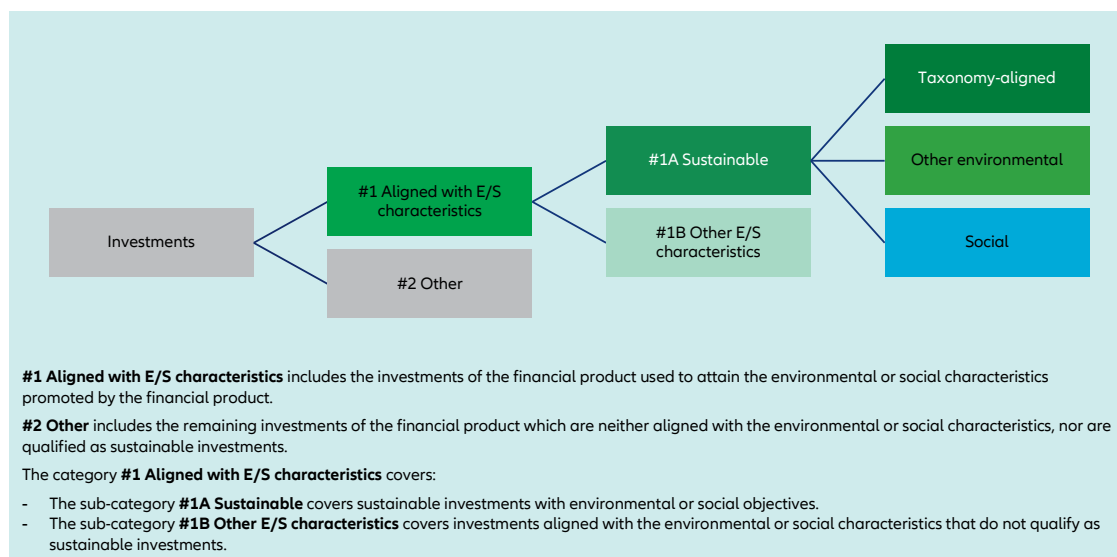 Taxonomy-aligned
#1A Sustainable
Other environmental
#1 Aligned with E/S
characteristics
Investments
#1B Other E/S
characteristics
Social
#2 Other
#1 Aligned with E/S characteristics includes the investments of the financial product used to attain the environmental or social characteristics
promoted by the financial product.
#2 Other includes the remaining investments of the financial product which are neither aligned with the environmental or social characteristics, nor are
qualified as sustainable investments.
The category #1 Aligned with E/S characteristics covers:
- The sub-category #1A Sustainable covers sustainable investments with environmental or social objectives.
- The sub-category #1B Other E/S characteristics covers investments aligned with the environmental or social characteristics that do not qualify as
sustainable investments.